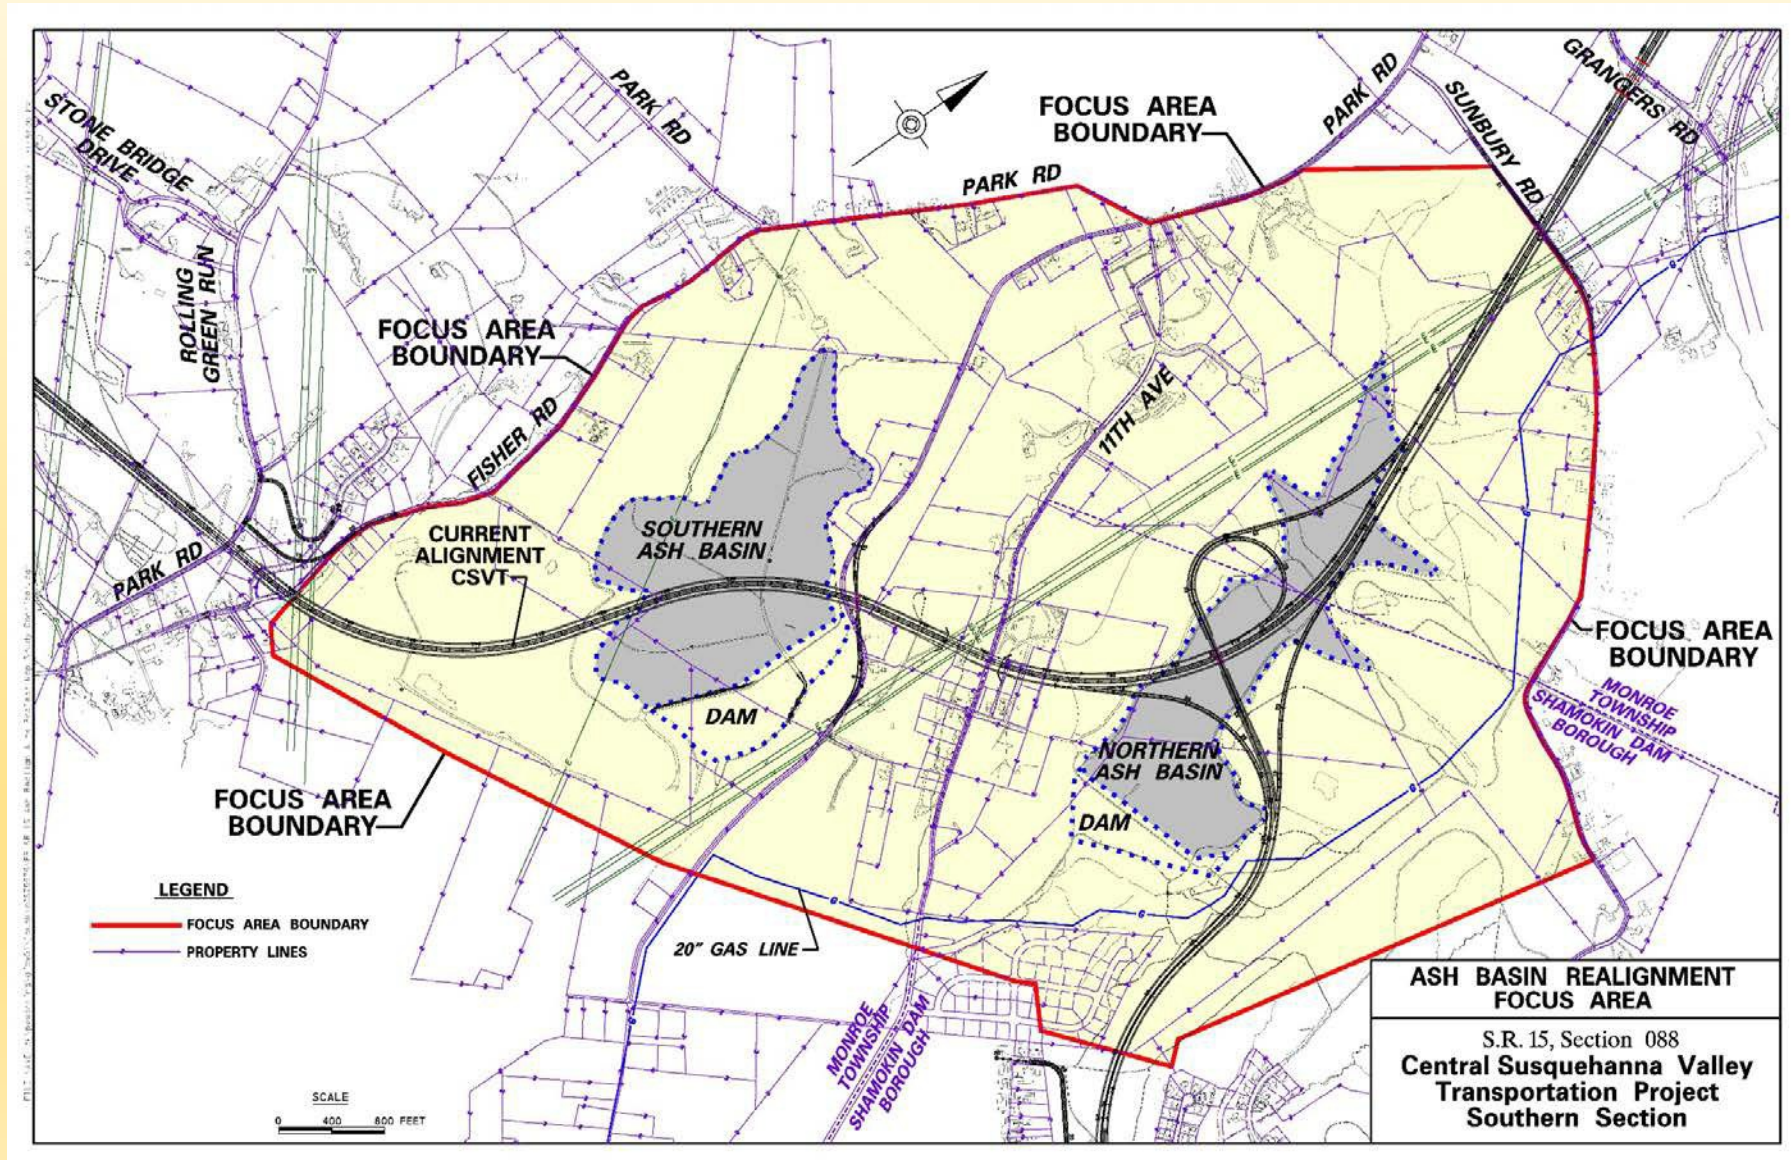 STONE BRIDGE
DRIVE
PARK RD
FOCUS AREA
BOUNDARY
PARK RD
SUNBURY RD
GRANGERS RD
PARK RD
ROLLING
GREEN RUN
FOCUS AREA
BOUNDARY
FISHER RD
11TH AVE
PARK RD
CURRENT
ALIGNMENT
CSVT
SOUTHERN
ASH BASIN
DAM
NORTHERN
ASH BASIN
DAM
FOCUS AREA
BOUNDARY
MONROE
TOWNSHIP
SHAMOKIN DAM
BOROUGH
FOCUS AREA
BOUNDARY
LEGEND
FOCUS AREA BOUNDARY
PROPERTY LINES
20" GAS LINE
MONROE
TOWNSHIP
SHAMOKIN DAM
BOROUGH
SCALE
0 400 800 FEET
ASH BASIN REALIGNMENT
FOCUS AREA
S.R. 15, Section 088
Central Susquehanna Valley
Transportation Project
Southern Section